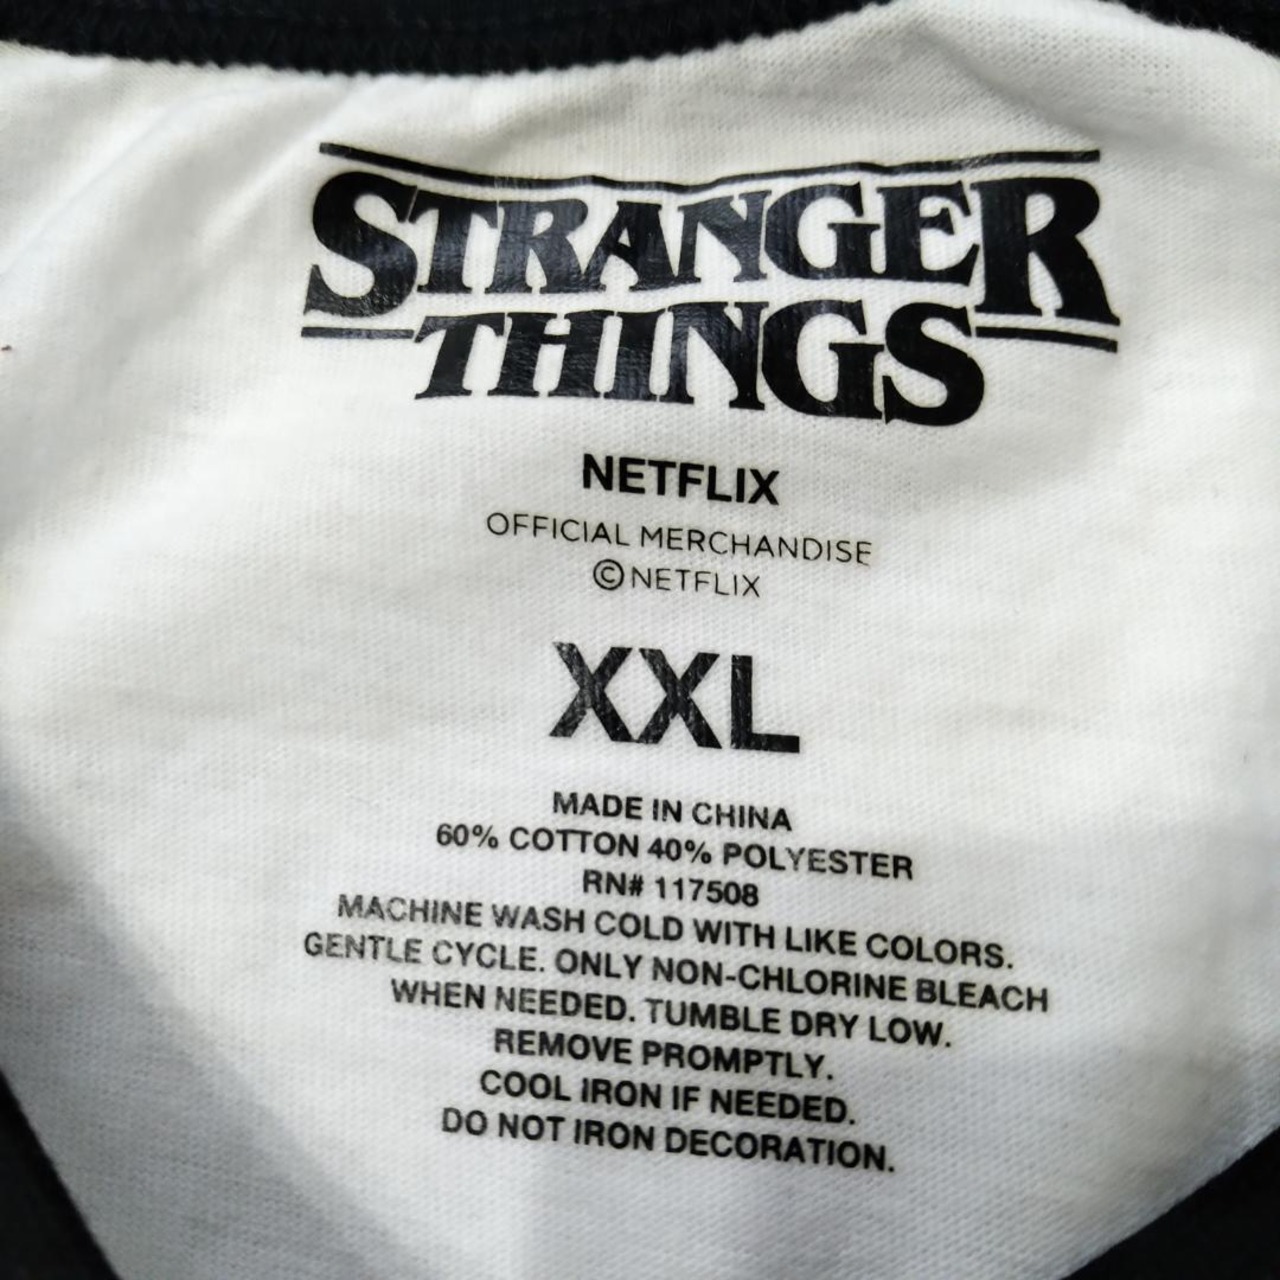 STRANGER
THINGS
NETFLIX
OFFICIAL MERCHANDISE
©NETFLIX
XXL
MADE IN CHINA
60% COTTON 40% POLYESTER
RN# 117508
MACHINE WASH COLD WITH LIKE COLORS.
GENTLE CYCLE. ONLY NON-CHLORINE BLEACH
WHEN NEEDED. TUMBLE DRY LOW.
REMOVE PROMPTLY.
COOL IRON IF NEEDED.
DO NOT IRON DECORATION.